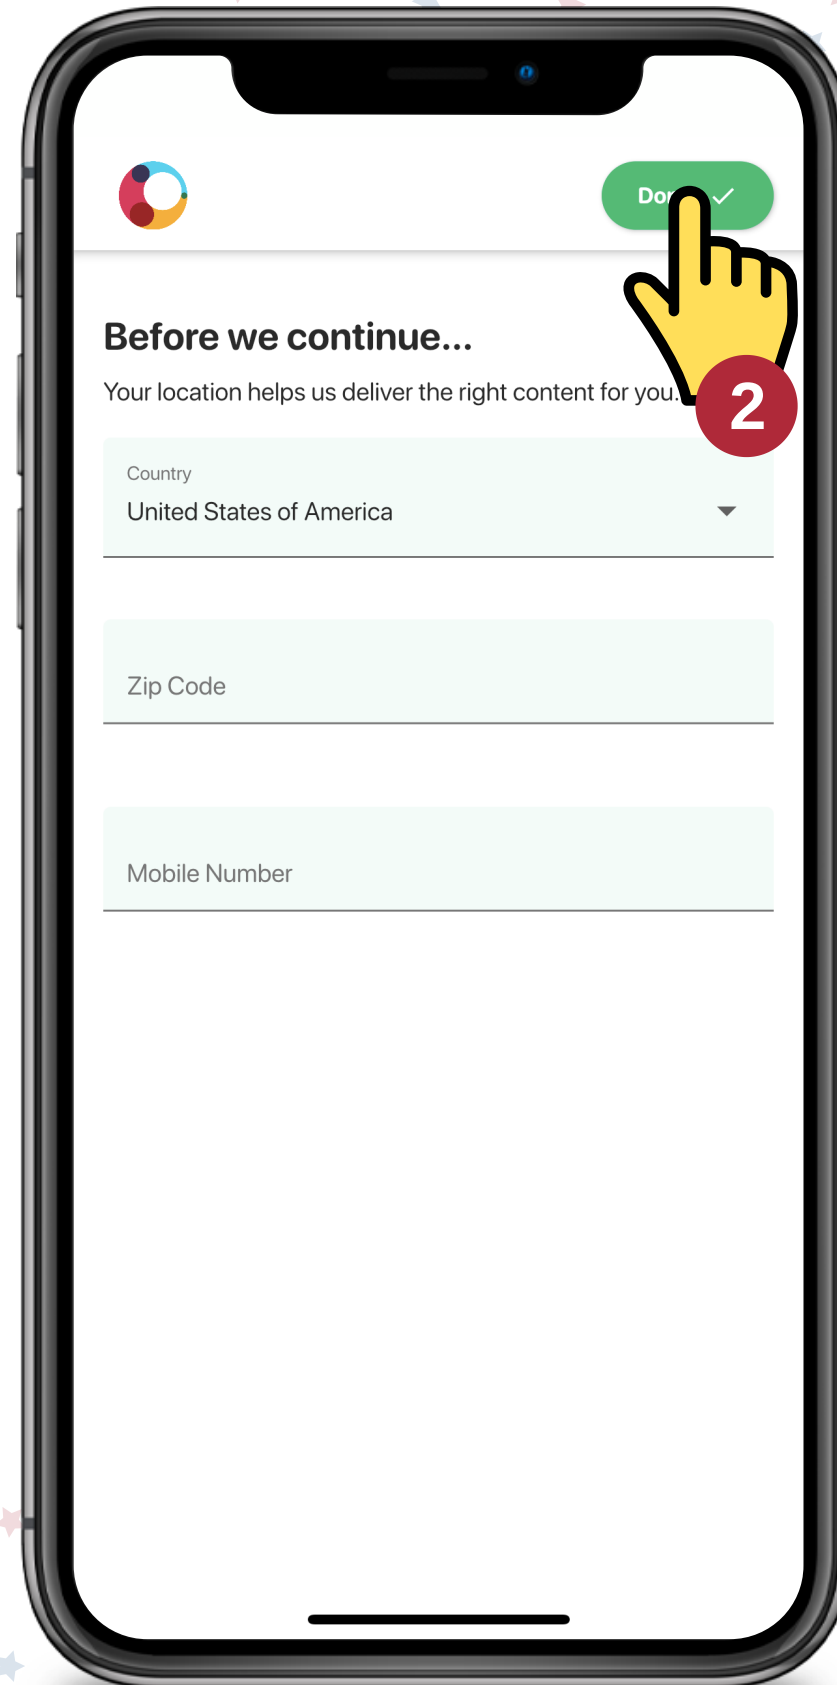 Before we continue...
Your location helps us deliver the right content for you.
2
Country
United States of America
Zip Code
Mobile Number